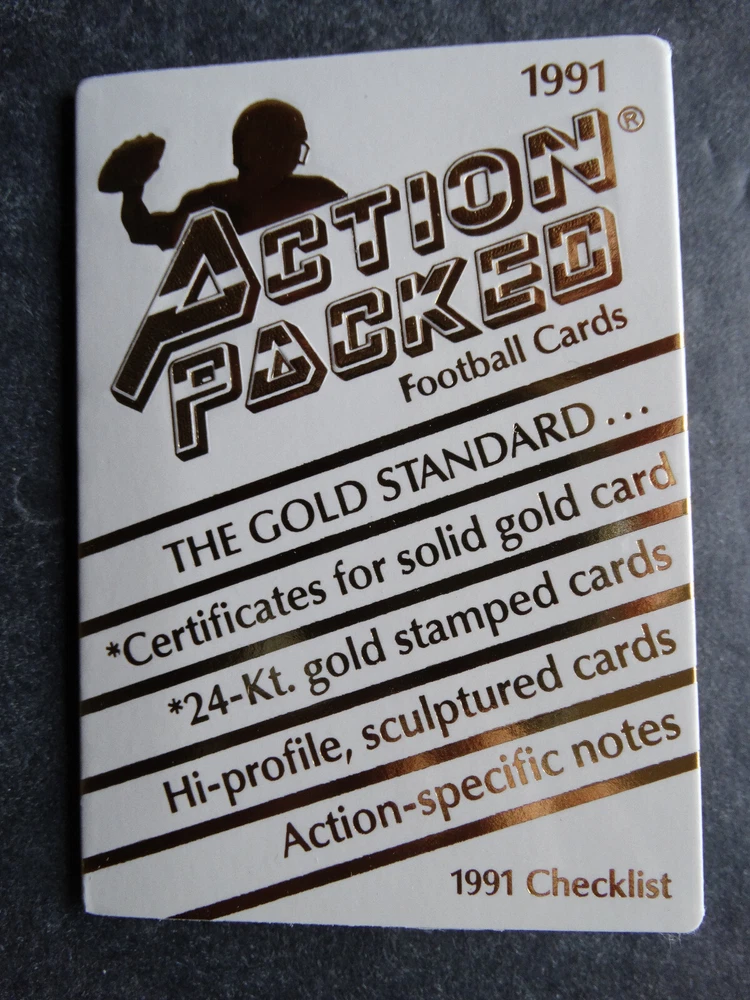 1991
ACTION®
PACKED
Football Cards
THE GOLD STANDARD...
*Certificates for solid gold card
*24-Kt. gold stamped cards
Hi-profile, sculptured cards
Action-specific notes
1991 Checklist